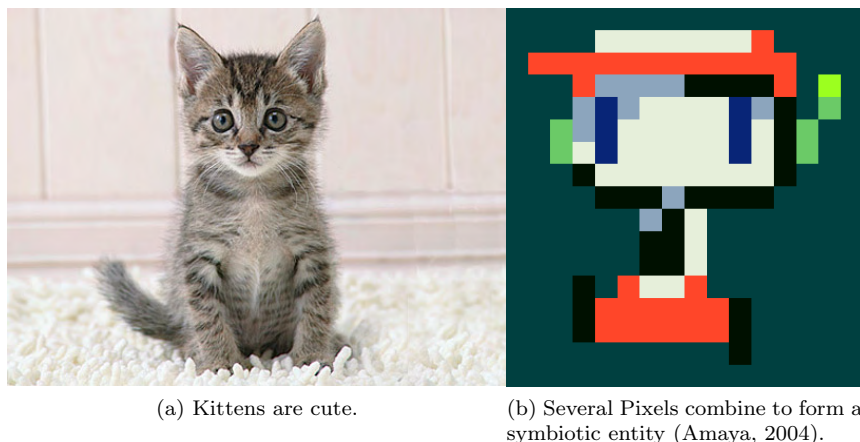 (a) Kittens are cute.
(b) Several Pixels combine to form a
symbiotic entity (Amaya, 2004).